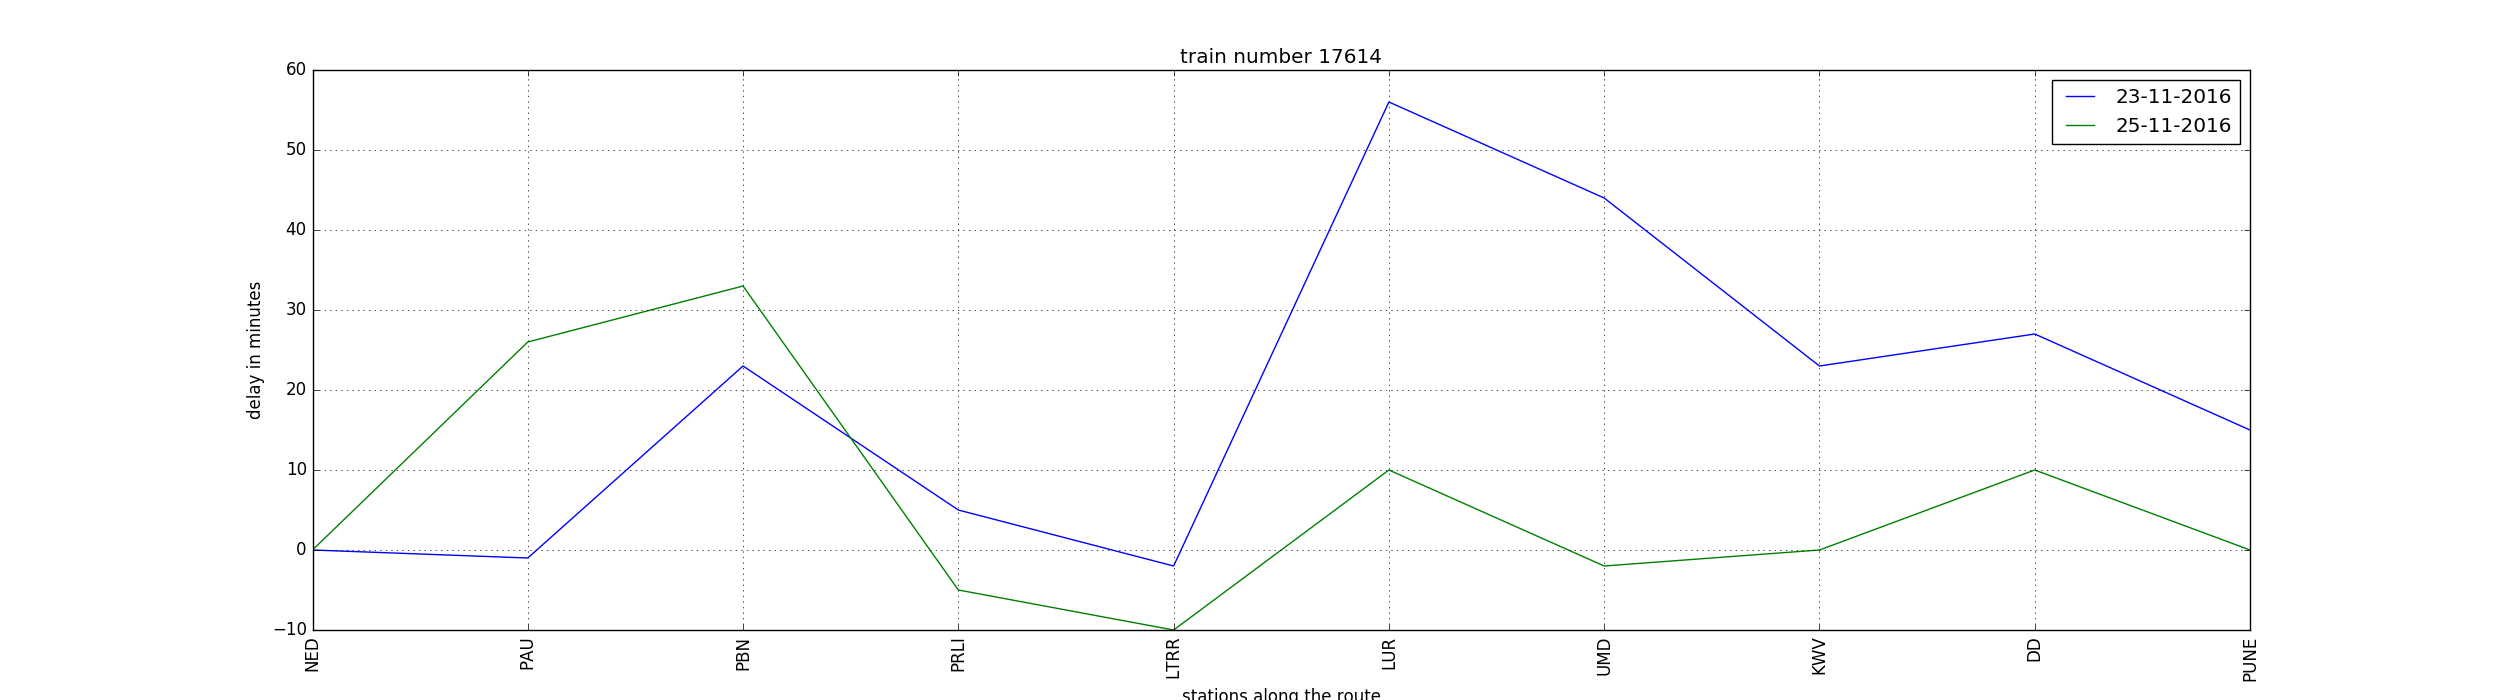 train number 17614
60
50
40
30
20
10
0
−10
delay in minutes
23-11-2016
25-11-2016
NED
PAU
PBN
PRLI
LTRR
LUR
UMD
KWV
DD
PUNE
stations along the route